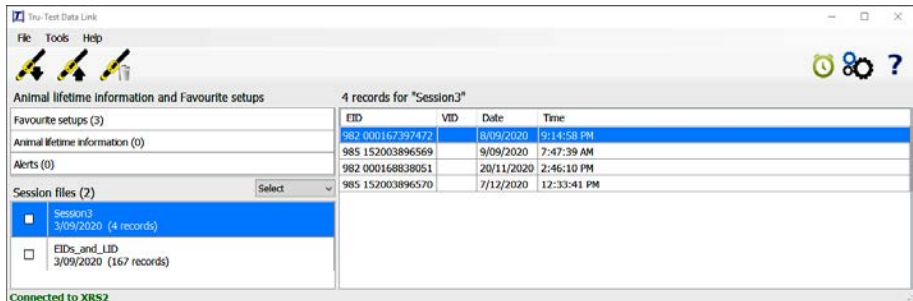 Tru-Test Data Link
File Tools Help
Animal lifetime information and Favourite setups
Favourite setups (3)
Animal lifetime information (0)
Alerts (0)
Session files (2) Select
Session3
3/09/2020 (4 records)
EIDs_and_LID
3/09/2020 (167 records)
4 records for "Session3"
EID VID Date Time
982 000167397472 8/09/2020 9:14:58 PM
985 152003896569 9/09/2020 7:47:39 AM
982 000168838051 20/11/2020 2:46:10 PM
985 152003896570 7/12/2020 12:33:41 PM
Connected to XRS2